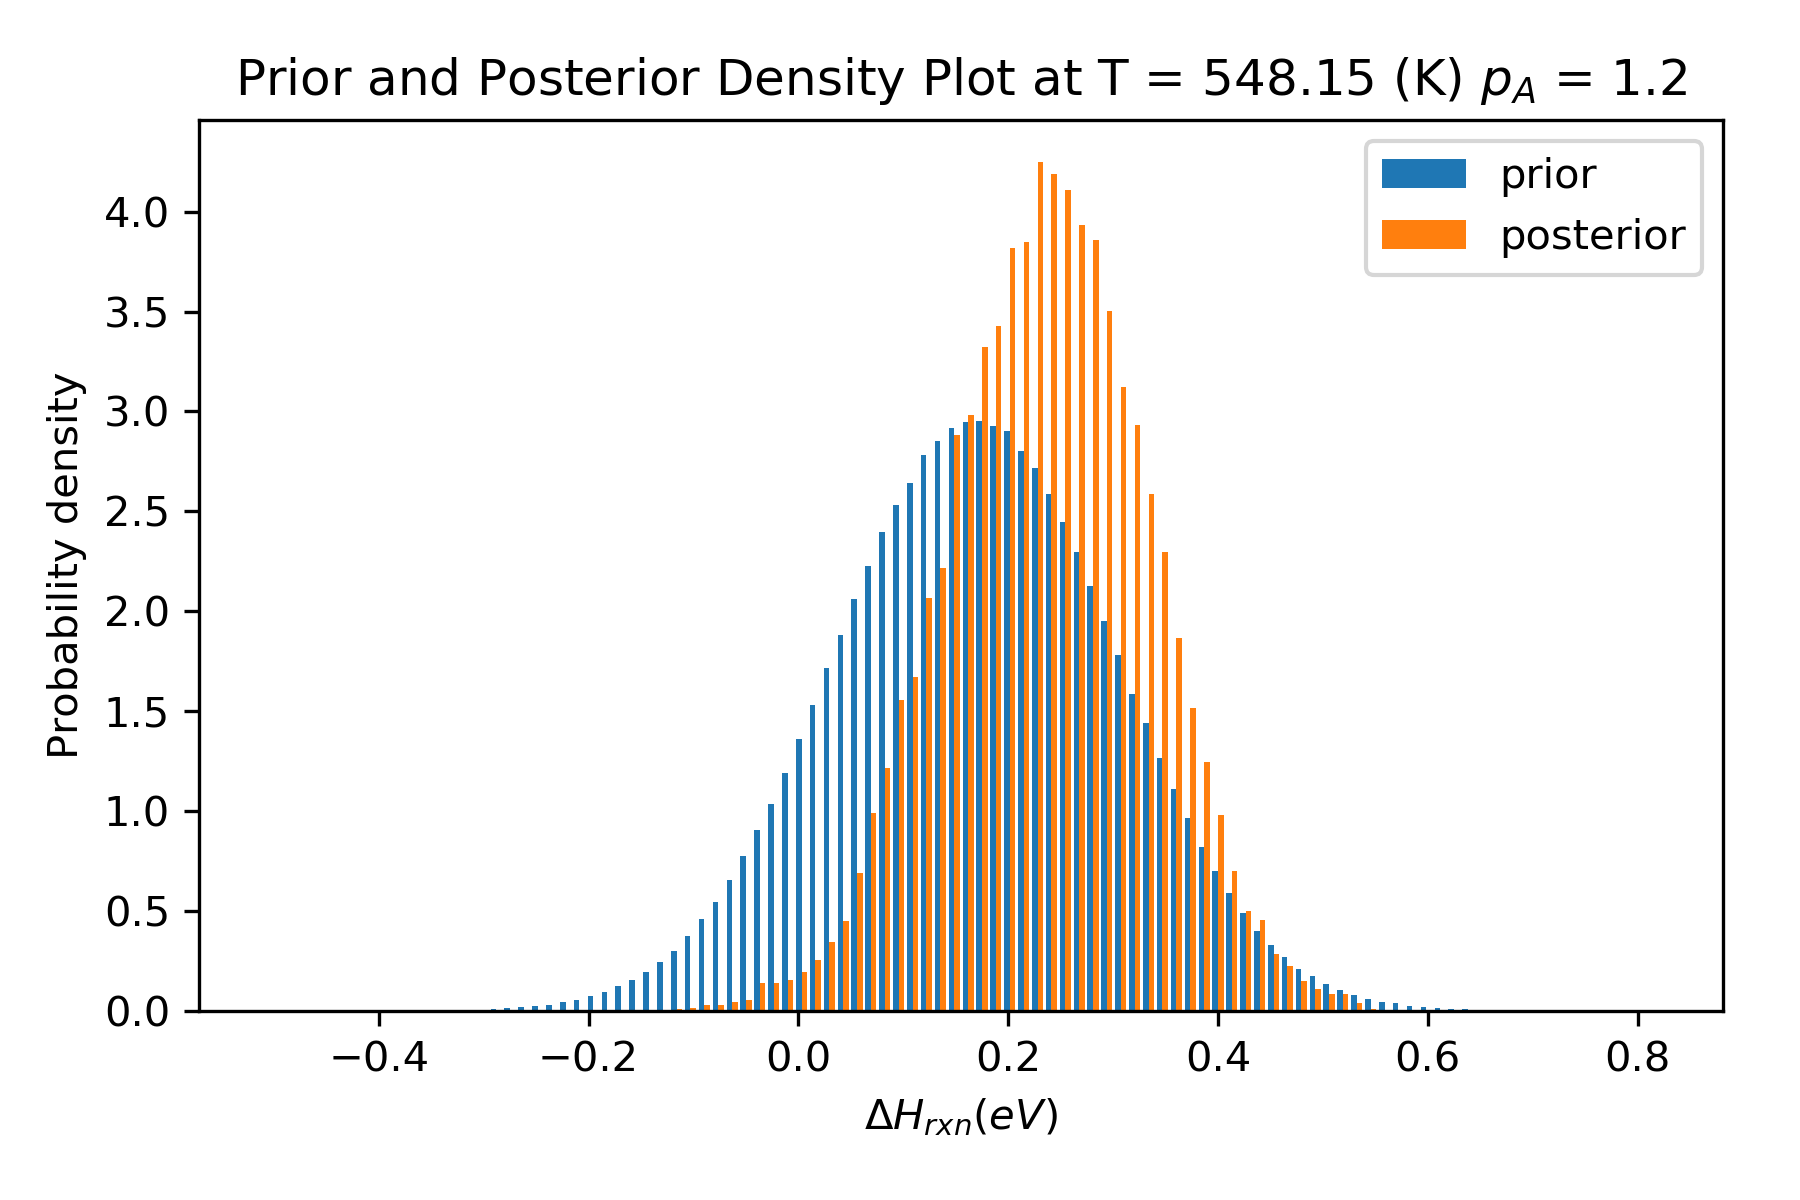 Prior and Posterior Density Plot at T = 548.15 (K) p_A = 1.2
prior
posterior
Probability density
4.0
3.5
3.0
2.5
2.0
1.5
1.0
0.5
0.0
−0.4 −0.2 0.0 0.2 0.4 0.6 0.8
ΔH_rxn(eV)